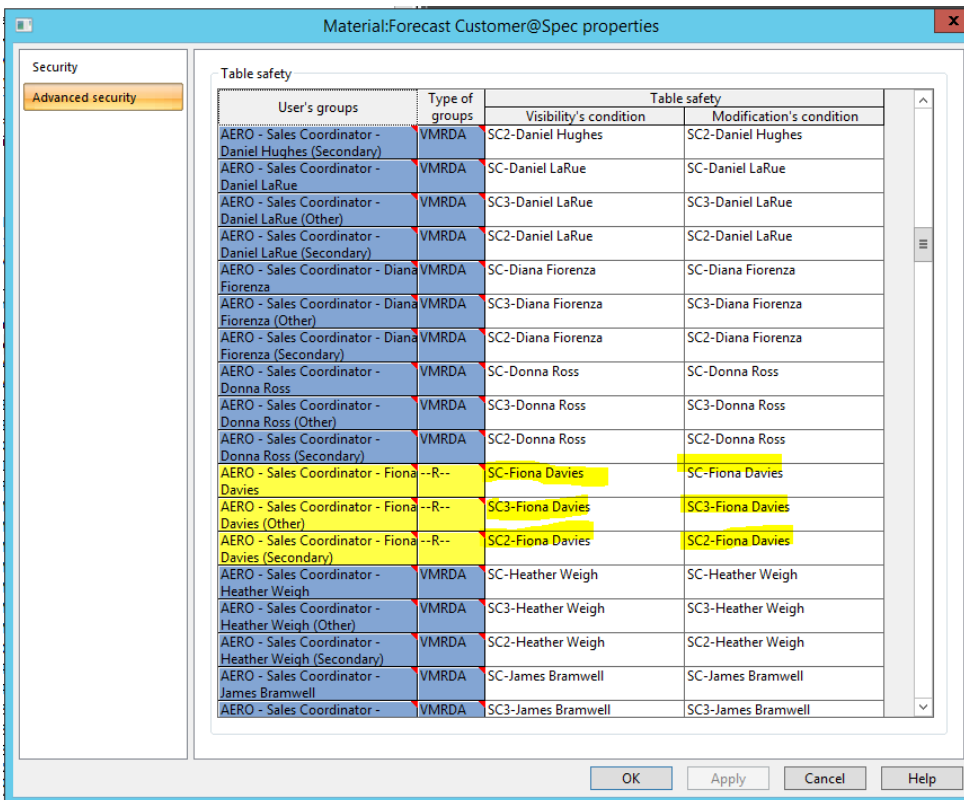 Material:Forecast Customer@Spec properties
x
Security
Advanced security
Table safety
User's groups
Type of
groups
Table safety
Visibility's condition
Modification's condition
AERO - Sales Coordinator - VMRDA SC2-Daniel Hughes SC2-Daniel Hughes
Daniel Hughes (Secondary)
AERO - Sales Coordinator - VMRDA SC-Daniel LaRue SC-Daniel LaRue
Daniel LaRue
AERO - Sales Coordinator - VMRDA SC3-Daniel LaRue SC3-Daniel LaRue
Daniel LaRue (Other)
AERO - Sales Coordinator - VMRDA SC2-Daniel LaRue SC2-Daniel LaRue
Daniel LaRue (Secondary)
AERO - Sales Coordinator - Diana VMRDA SC-Diana Fiorenza SC-Diana Fiorenza
Fiorenza
AERO - Sales Coordinator - Diana VMRDA SC3-Diana Fiorenza SC3-Diana Fiorenza
Fiorenza (Other)
AERO - Sales Coordinator - Diana VMRDA SC2-Diana Fiorenza SC2-Diana Fiorenza
Fiorenza (Secondary)
AERO - Sales Coordinator - VMRDA SC-Donna Ross SC-Donna Ross
Donna Ross
AERO - Sales Coordinator - VMRDA SC3-Donna Ross SC3-Donna Ross
Donna Ross (Other)
AERO - Sales Coordinator - VMRDA SC2-Donna Ross SC2-Donna Ross
Donna Ross (Secondary)
AERO - Sales Coordinator - Fiona --R-- SC-Fiona Davies SC-Fiona Davies
Davies
AERO - Sales Coordinator - Fiona --R-- SC3-Fiona Davies SC3-Fiona Davies
Davies (Other)
AERO - Sales Coordinator - Fiona --R-- SC2-Fiona Davies SC2-Fiona Davies
Davies (Secondary)
AERO - Sales Coordinator - VMRDA SC-Heather Weigh SC-Heather Weigh
Heather Weigh
AERO - Sales Coordinator - VMRDA SC3-Heather Weigh SC3-Heather Weigh
Heather Weigh (Other)
AERO - Sales Coordinator - VMRDA SC2-Heather Weigh SC2-Heather Weigh
Heather Weigh (Secondary)
AERO - Sales Coordinator - VMRDA SC-James Bramwell SC-James Bramwell
James Bramwell
AERO - Sales Coordinator - VMRDA SC3-James Bramwell SC3-James Bramwell
OK Apply Cancel Help